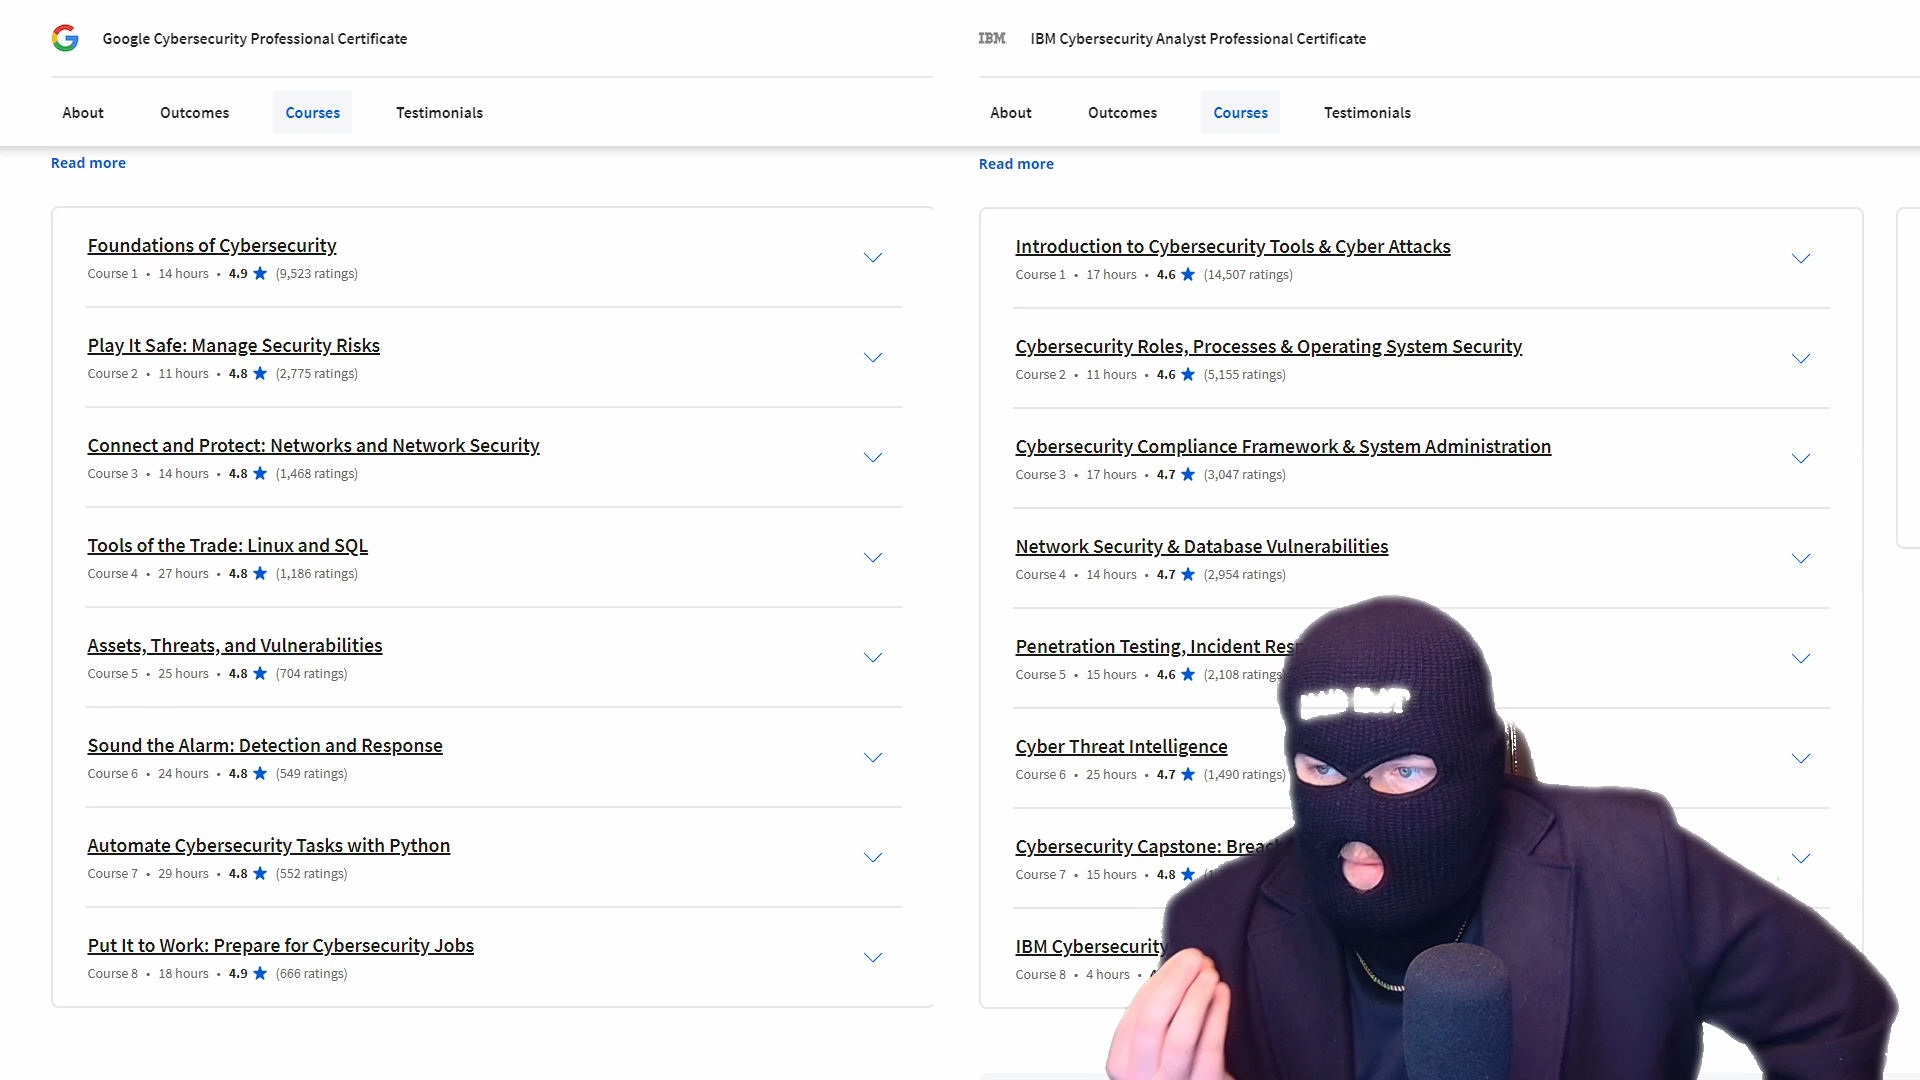 Google Cybersecurity Professional Certificate
About Outcomes Courses Testimonials
Read more
Foundations of Cybersecurity
Course 1 • 14 hours • 4.9 ★ (9,523 ratings)
Play It Safe: Manage Security Risks
Course 2 • 11 hours • 4.8 ★ (2,775 ratings)
Connect and Protect: Networks and Network Security
Course 3 • 14 hours • 4.8 ★ (1,468 ratings)
Tools of the Trade: Linux and SQL
Course 4 • 27 hours • 4.8 ★ (1,186 ratings)
Assets, Threats, and Vulnerabilities
Course 5 • 25 hours • 4.8 ★ (704 ratings)
Sound the Alarm: Detection and Response
Course 6 • 24 hours • 4.8 ★ (549 ratings)
Automate Cybersecurity Tasks with Python
Course 7 • 29 hours • 4.8 ★ (552 ratings)
Put It to Work: Prepare for Cybersecurity Jobs
Course 8 • 18 hours • 4.9 ★ (666 ratings)
IBM IBM Cybersecurity Analyst Professional Certificate
About Outcomes Courses Testimonials
Read more
Introduction to Cybersecurity Tools & Cyber Attacks
Course 1 • 17 hours • 4.6 ★ (14,507 ratings)
Cybersecurity Roles, Processes & Operating System Security
Course 2 • 11 hours • 4.6 ★ (5,155 ratings)
Cybersecurity Compliance Framework & System Administration
Course 3 • 17 hours • 4.7 ★ (3,047 ratings)
Network Security & Database Vulnerabilities
Course 4 • 14 hours • 4.7 ★ (2,954 ratings)
Penetration Testing, Incident
Course 5 • 15 hours • 4.6 ★ (2,108 ratings)
Cyber Threat Intelligence
Course 6 • 25 hours • 4.7 ★ (1,490 ratings)
Cybersecurity Capstone:
Course 7 • 15 hours • 4.8 ★
IBM Cybersecurity
Course 8 • 4 hours •